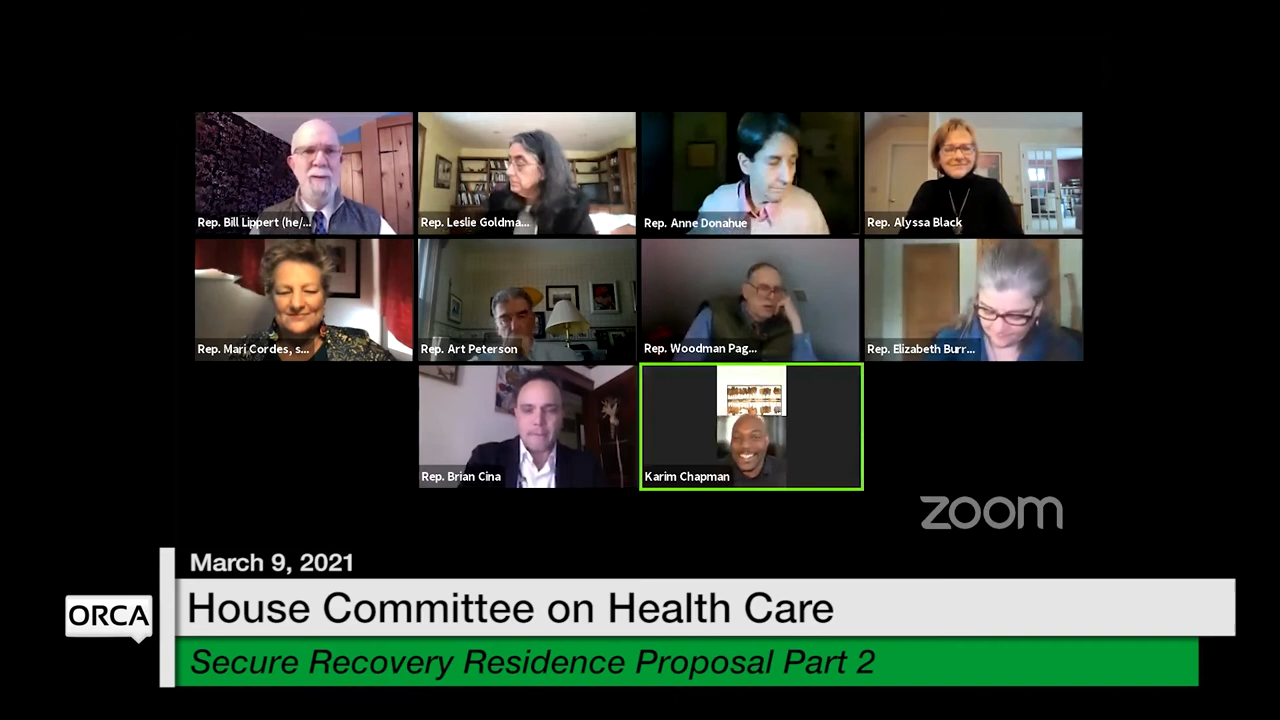 Rep. Bill Lippert (he/...
Rep. Leslie Goldma...
Rep. Anne Donahue
Rep. Alyssa Black
Rep. Mari Cordes, s...
Rep. Art Peterson
Rep. Woodman Pag...
Rep. Elizabeth Burr...
Rep. Brian Cina
Karim Chapman
zoom
March 9, 2021
ORCA
House Committee on Health Care
Secure Recovery Residence Proposal Part 2